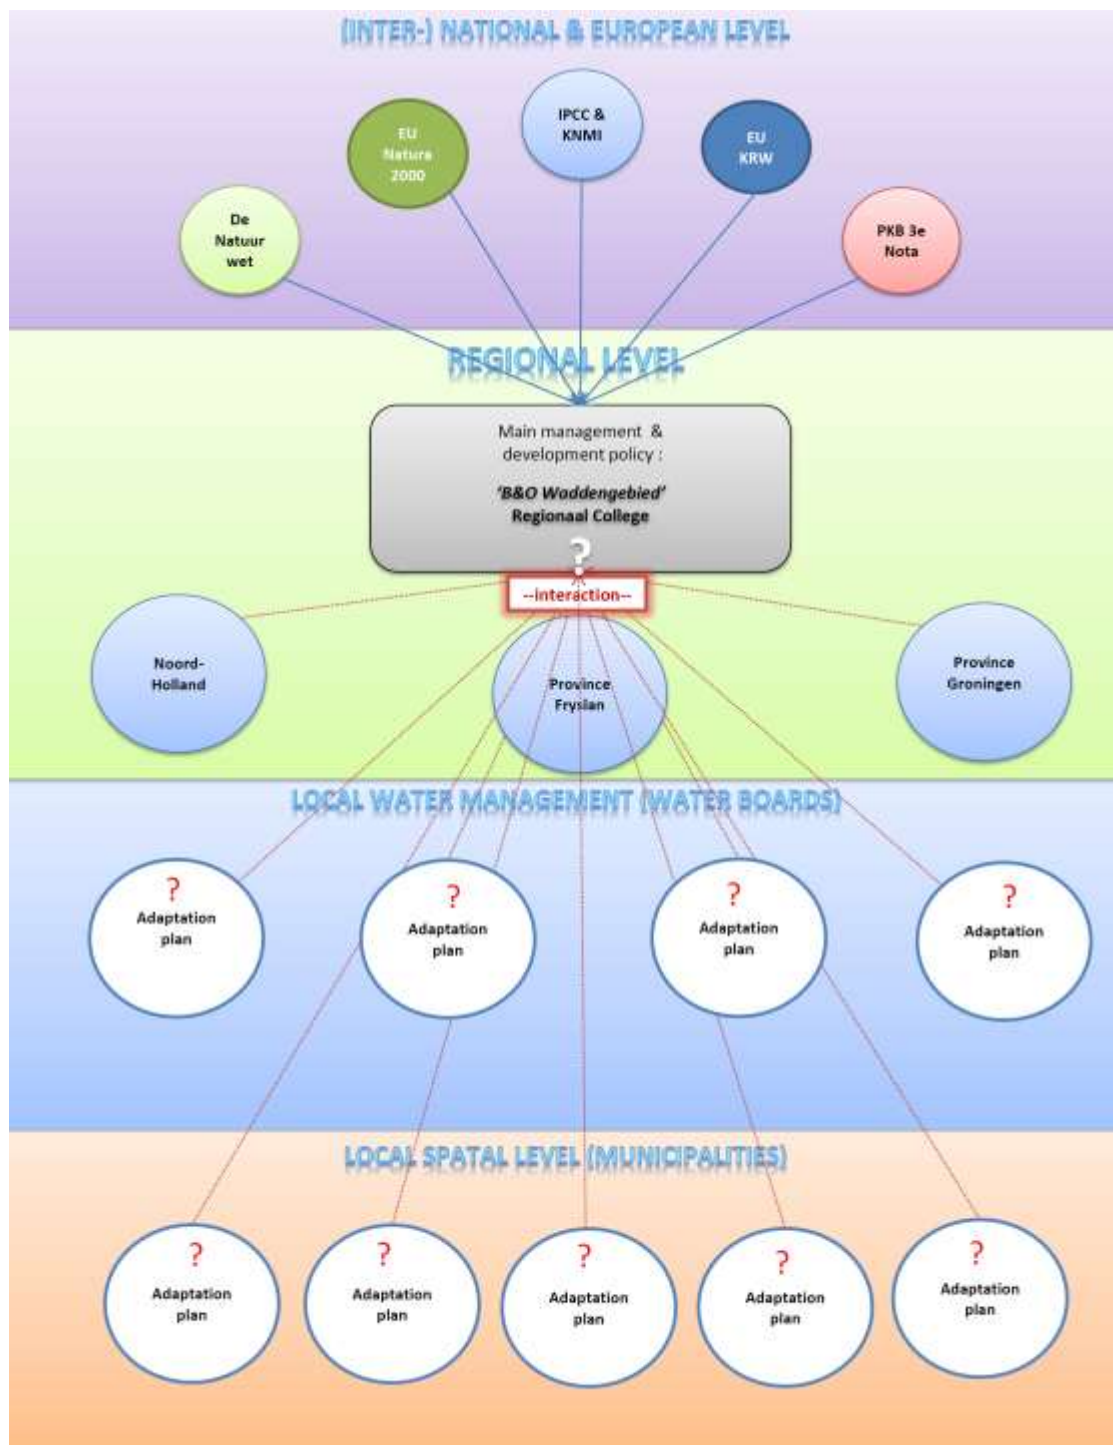 (INTER-) NATIONAL & EUROPEAN LEVEL
IPCC &
KNMI
EU
Natura
2000
EU
KRW
De
Natuur
wet
PKB 3e
Nota
REGIONAL LEVEL
Main management &
development policy :
‘B&O Waddengebied’
Regionaal College
?
--interaction--
Noord-
Holland
Province
Frysian
Province
Groningen
LOCAL WATER MANAGEMENT (WATER BOARDS)
?
Adaptation
plan
?
Adaptation
plan
?
Adaptation
plan
?
Adaptation
plan
LOCAL SPATAL LEVEL (MUNICIPALITIES)
?
Adaptation
plan
?
Adaptation
plan
?
Adaptation
plan
?
Adaptation
plan
?
Adaptation
plan